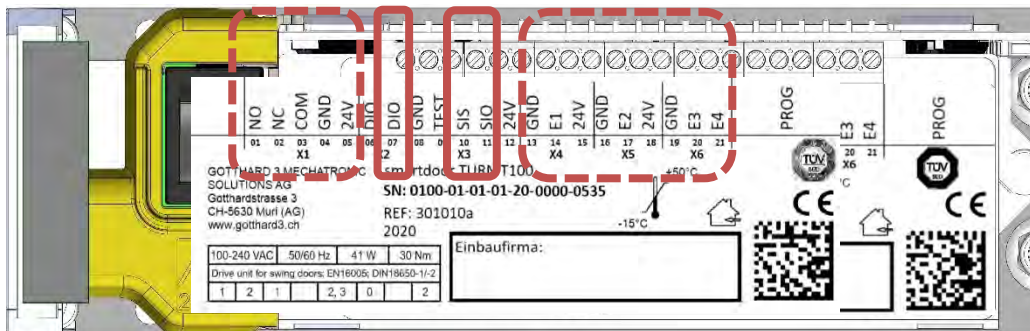 NO NC COM GND 24V DIO DIO GND TEST SIS SIO 24V GND E1 24V GND E2 24V GND E3 E4 PROG E3 E4 PROG
01 02 03 04 05 06 07 08 09 10 11 12 13 14 15 16 17 18 19 20 21 20 21
X1 X2 X3 X4 X5 X6 X6
GOTTHARD 3 MECHATRONIC
SOLUTIONS AG
Gotthardstrasse 3
CH-5630 Muri (AG)
www.gotthard3.ch
smartdoor TURN T100
SN: 0100-01-01-01-20-0000-0535
REF: 301010a
2020
+50°C
-15°C
°C
TÜV
TÜV
CE
CE
100-240 VAC 50/60 Hz 41 W 30 Nm
Drive unit for swing doors; EN16005; DIN18650-1/-2
1 2 1 2, 3 0 2
Einbaufirma: